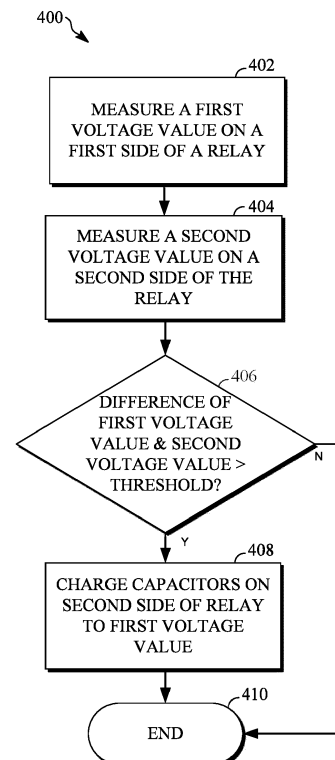 400
402
MEASURE A FIRST
VOLTAGE VALUE ON A
FIRST SIDE OF A RELAY
404
MEASURE A SECOND
VOLTAGE VALUE ON A
SECOND SIDE OF THE
RELAY
406
DIFFERENCE OF
FIRST VOLTAGE
VALUE & SECOND
VOLTAGE VALUE >
THRESHOLD?
N
Y
408
CHARGE CAPACITORS ON
SECOND SIDE OF RELAY
TO FIRST VOLTAGE
VALUE
410
END